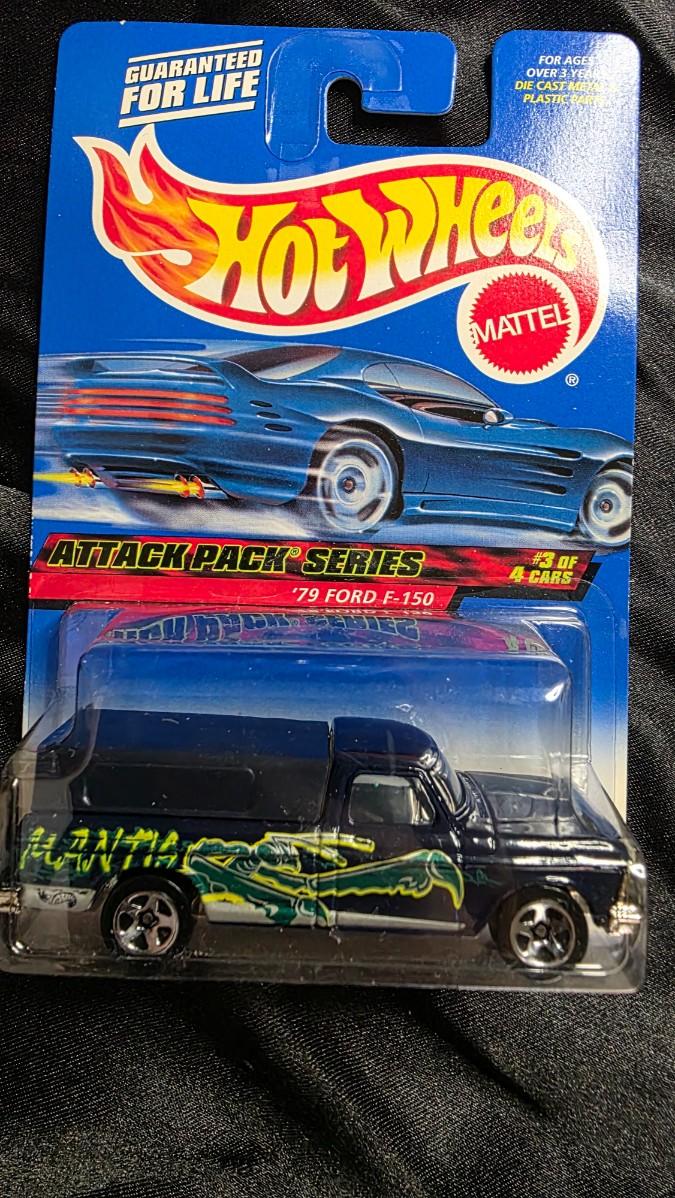 GUARANTEED
FOR LIFE
FOR AGES
OVER 3 YEARS
DIE CAST METAL &
PLASTIC PARTS
HOT WHEELS
MATTEL
®
ATTACK PACK® SERIES
#3 OF
4 CARS
'79 FORD F-150
MANTIS